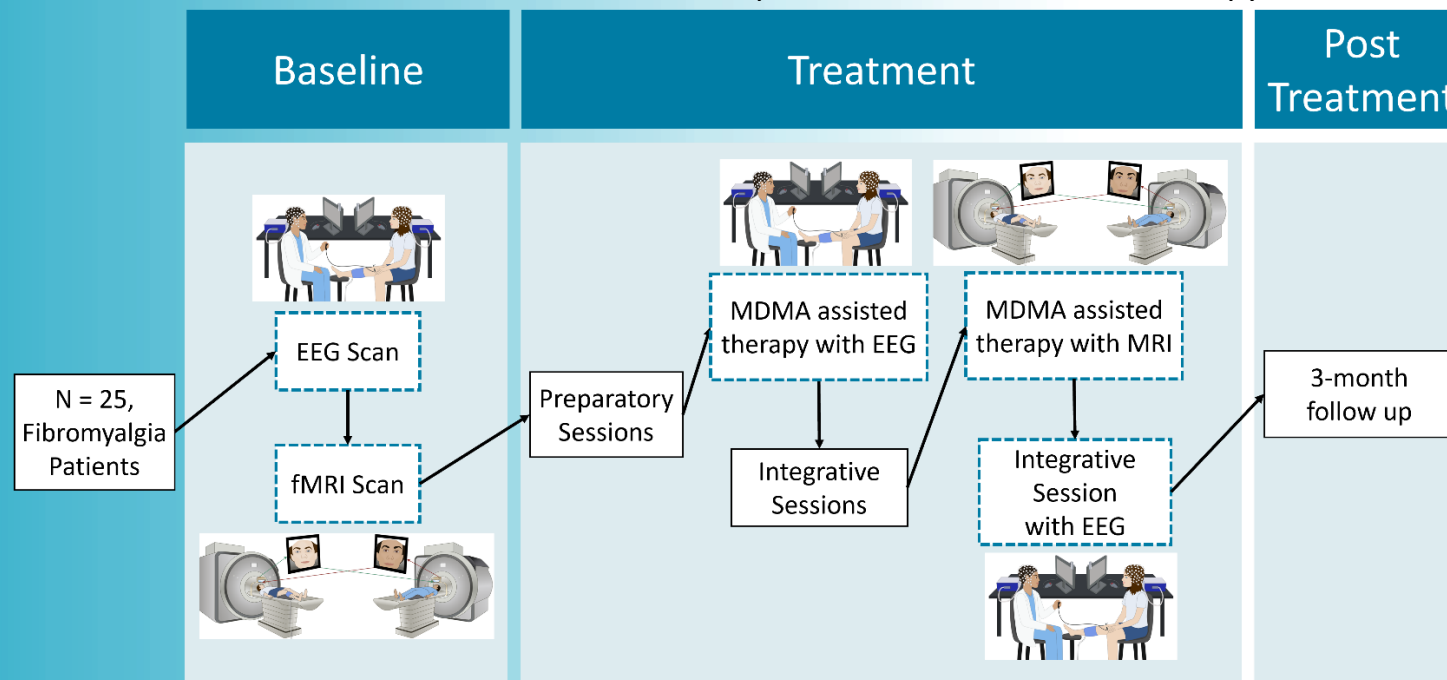 Baseline
Treatment
Post
Treatment
N = 25,
Fibromyalgia
Patients
EEG Scan
fMRI Scan
Preparatory
Sessions
MDMA assisted
therapy with EEG
Integrative
Sessions
MDMA assisted
therapy with MRI
Integrative
Session
with EEG
3-month
follow up